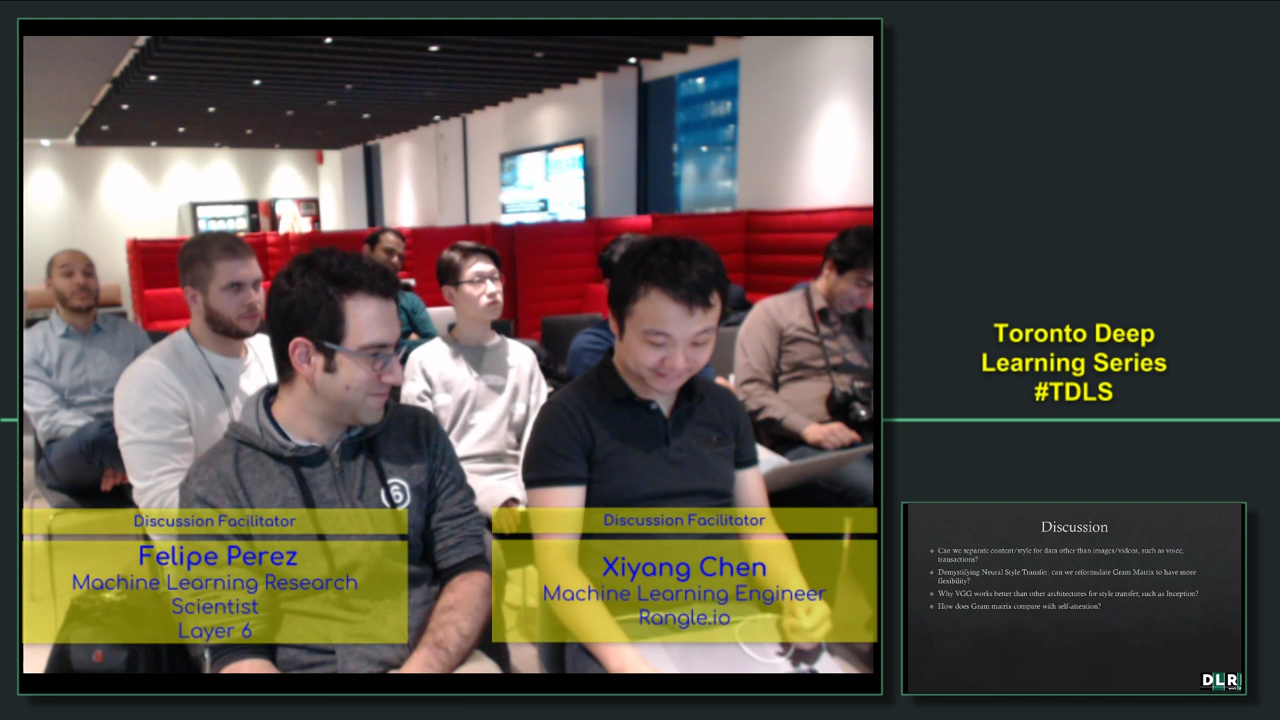 Discussion Facilitator
Felipe Perez
Machine Learning Research
Scientist
Layer 6
Discussion Facilitator
Xiyang Chen
Machine Learning Engineer
Rangle.io
6
Toronto Deep
Learning Series
#TDLS
Discussion
Can we separate content/style for data other than images/videos, such as voice,
transactions?
Demystifying Neural Style Transfer: can we reformulate Gram Matrix to have more
flexibility?
Why VGG works better than other architectures for style transfer, such as Inception?
How does Gram matrix compare with self-attention?
DLR